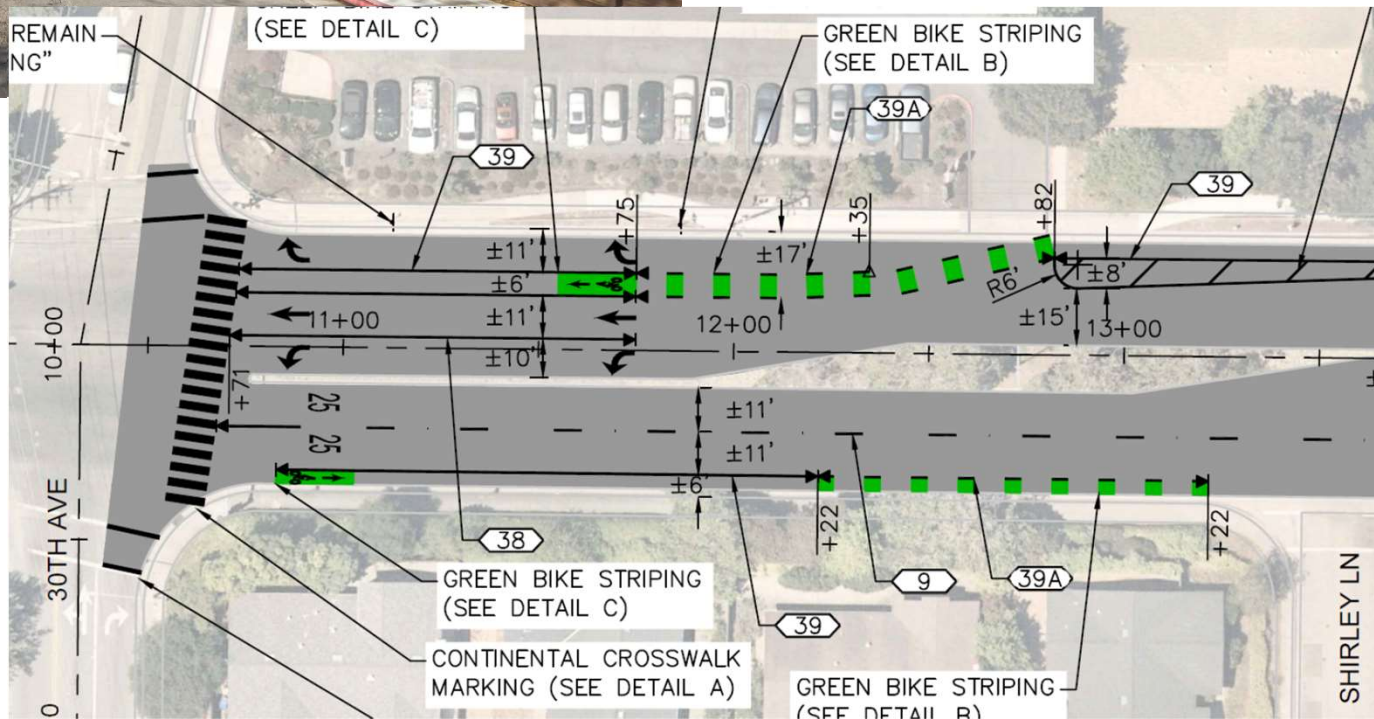 (SEE DETAIL C)
REMAIN
NG"
GREEN BIKE STRIPING
(SEE DETAIL B)
39A
39
39
+75
+35
+82
±11'
±17'
±6'
±8'
R6'
±11'
11+00
12+00
±15'
13+00
±10'
10+00
+71
25
25
±11'
±11'
±6'
+22
+22
38
GREEN BIKE STRIPING
(SEE DETAIL C)
9
39A
39
30TH AVE
SHIRLEY LN
CONTINENTAL CROSSWALK
MARKING (SEE DETAIL A)
GREEN BIKE STRIPING
(SEE DETAIL B)
0